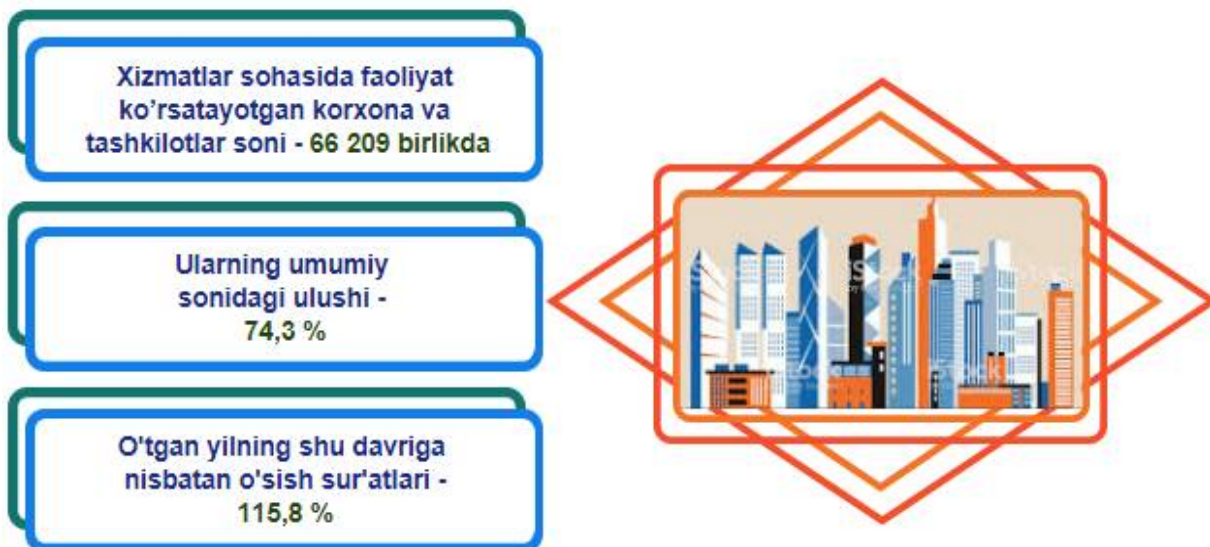 Xizmatlar sohasida faoliyat
ko’rsatayotgan korxona va
tashkilotlar soni - 66 209 birlikda
Ularning umumiy
sonidagi ulushi -
74,3 %
O'tgan yilning shu davriga
nisbatan o'sish sur'atlari -
115,8 %